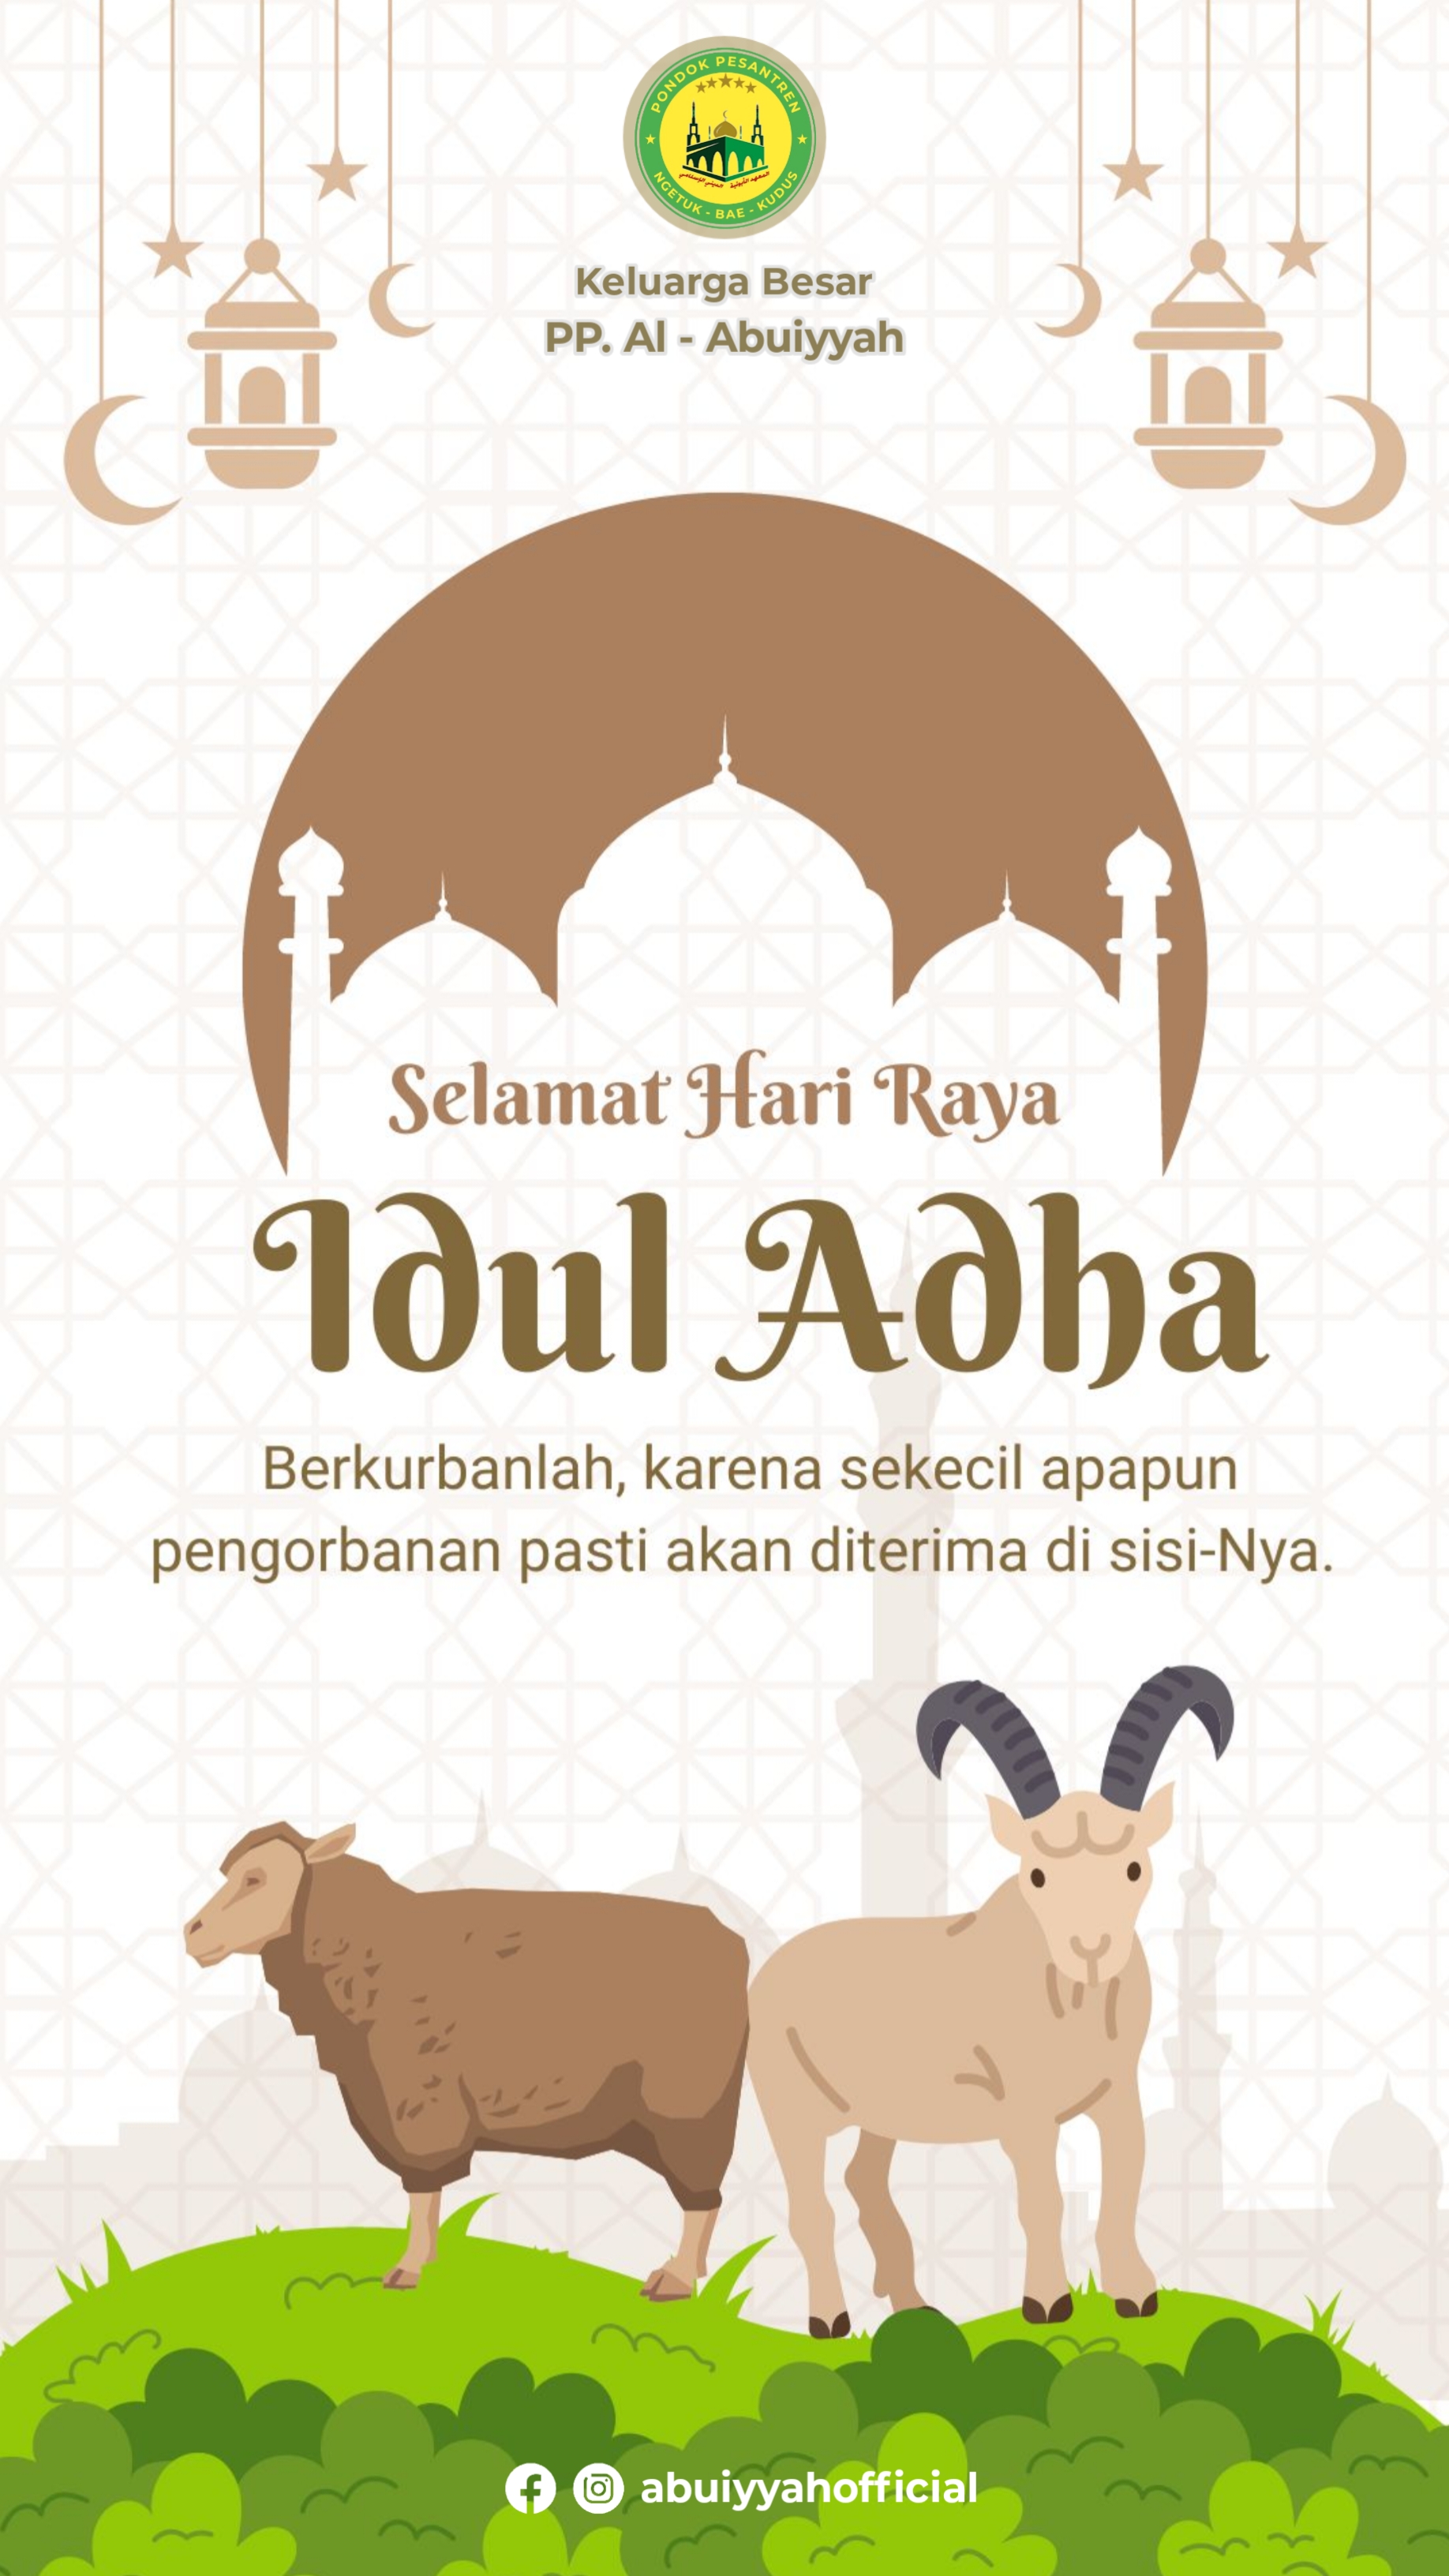 PONDOK PESANTREN
NGETUK - BAE - KUDUS
Keluarga Besar
PP. Al - Abuiyyah
Selamat Hari Raya
Idul Adha
Berkurbanlah, karena sekecil apapun
pengorbanan pasti akan diterima di sisi-Nya.
abuiyyahofficial